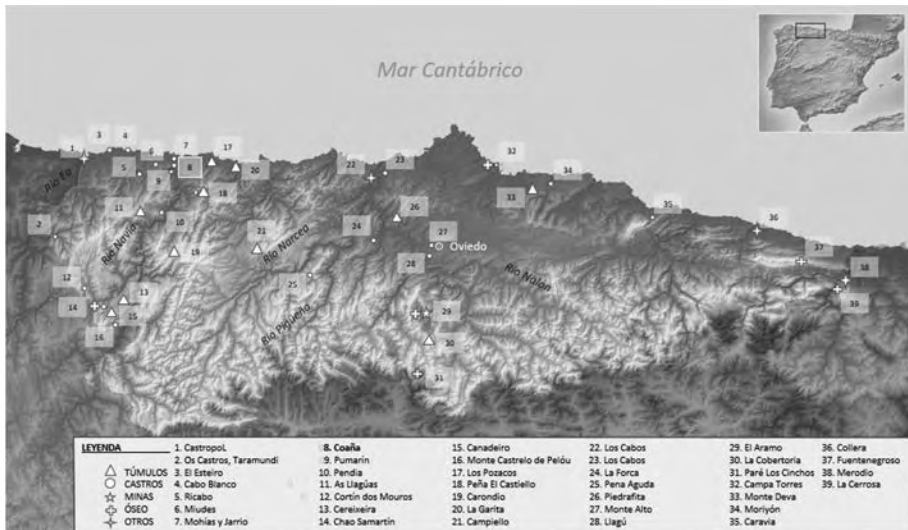 Mar Cantábrico
1
3
4
6
7
17
22
23
32
34
5
9
8
20
Río Eo
18
33
35
11
10
26
36
2
Río Navia
19
21
Río Narcea
24
27
Oviedo
37
12
28
Río Nalón
38
25
39
13
14
15
29
Río Pigüeña
16
30
31
LEYENDA
TÚMULOS
CASTROS
MINAS
ÓSEO
OTROS
1. Castropol
2. Os Castros, Taramundi
3. El Esteiro
4. Cabo Blanco
5. Ricabo
6. Miudes
7. Mohías y Jarrio
8. Coaña
9. Pumarín
10. Pendia
11. As Llagúas
12. Cortín dos Mouros
13. Cereixeira
14. Chao Samartín
15. Canadeiro
16. Monte Castrelo de Pelóu
17. Los Pozacos
18. Peña El Castiello
19. Carondio
20. La Garita
21. Campiello
22. Los Cabos
23. Los Cabos
24. La Forca
25. Pena Aguda
26. Piedrafita
27. Monte Alto
28. Llagú
29. El Aramo
30. La Cobertoria
31. Paré Los Cinchos
32. Campa Torres
33. Monte Deva
34. Moriyón
35. Caravia
36. Collera
37. Fuentenegroso
38. Merodio
39. La Cerrosa